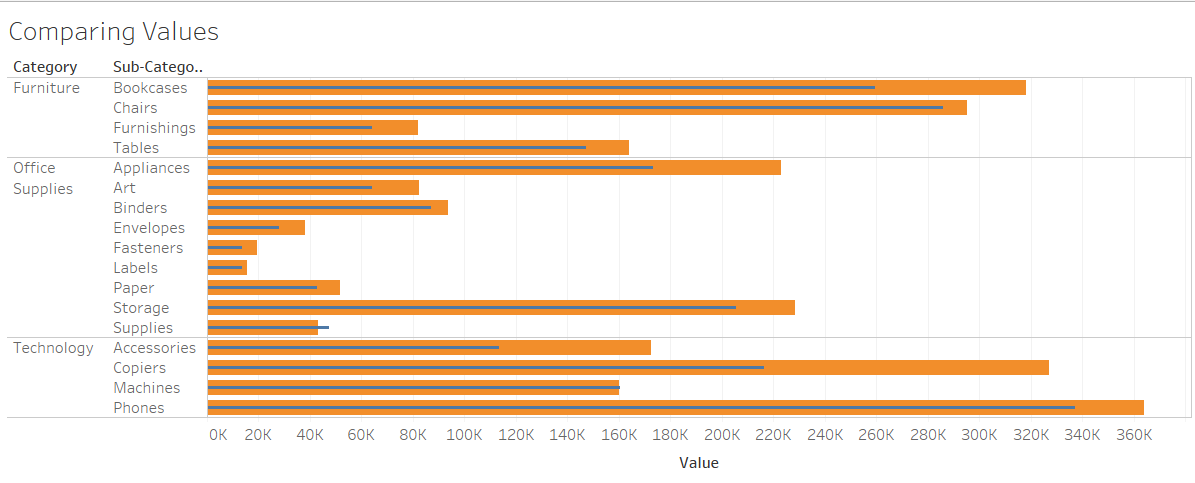 Comparing Values
Category Sub-Catego..
Furniture Bookcases
Chairs
Furnishings
Tables
Office Appliances
Supplies Art
Binders
Envelopes
Fasteners
Labels
Paper
Storage
Supplies
Technology Accessories
Copiers
Machines
Phones
0K 20K 40K 60K 80K 100K 120K 140K 160K 180K 200K 220K 240K 260K 280K 300K 320K 340K 360K
Value